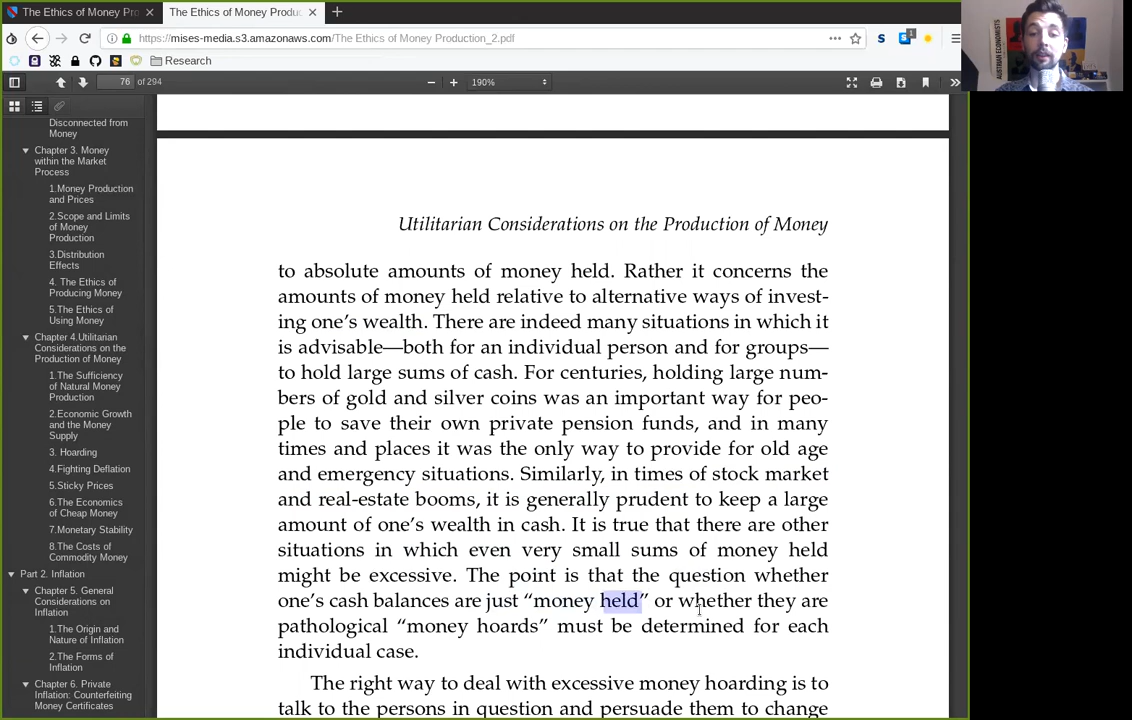 The Ethics of Money Pro
The Ethics of Money Produc
https://mises-media.s3.amazonaws.com/The Ethics of Money Production_2.pdf
Research
76 of 294
190%
AUSTRIAN ECONOMISTS
Disconnected from
Money
Chapter 3. Money
within the Market
Process
1.Money Production
and Prices
2.Scope and Limits
of Money
Production
3.Distribution
Effects
4. The Ethics of
Producing Money
5.The Ethics of
Using Money
Chapter 4.Utilitarian
Considerations on the
Production of Money
1.The Sufficiency
of Natural Money
Production
2.Economic Growth
and the Money
Supply
3. Hoarding
4.Fighting Deflation
5.Sticky Prices
6.The Economics
of Cheap Money
7.Monetary Stability
8.The Costs of
Commodity Money
Part 2. Inflation
Chapter 5. General
Considerations on
Inflation
1.The Origin and
Nature of Inflation
2.The Forms of
Inflation
Chapter 6. Private
Inflation: Counterfeiting
Money Certificates
Utilitarian Considerations on the Production of Money
to absolute amounts of money held. Rather it concerns the
amounts of money held relative to alternative ways of invest-
ing one’s wealth. There are indeed many situations in which it
is advisable—both for an individual person and for groups—
to hold large sums of cash. For centuries, holding large num-
bers of gold and silver coins was an important way for peo-
ple to save their own private pension funds, and in many
times and places it was the only way to provide for old age
and emergency situations. Similarly, in times of stock market
and real-estate booms, it is generally prudent to keep a large
amount of one’s wealth in cash. It is true that there are other
situations in which even very small sums of money held
might be excessive. The point is that the question whether
one’s cash balances are just “money held” or whether they are
pathological “money hoards” must be determined for each
individual case.
The right way to deal with excessive money hoarding is to
talk to the persons in question and persuade them to change